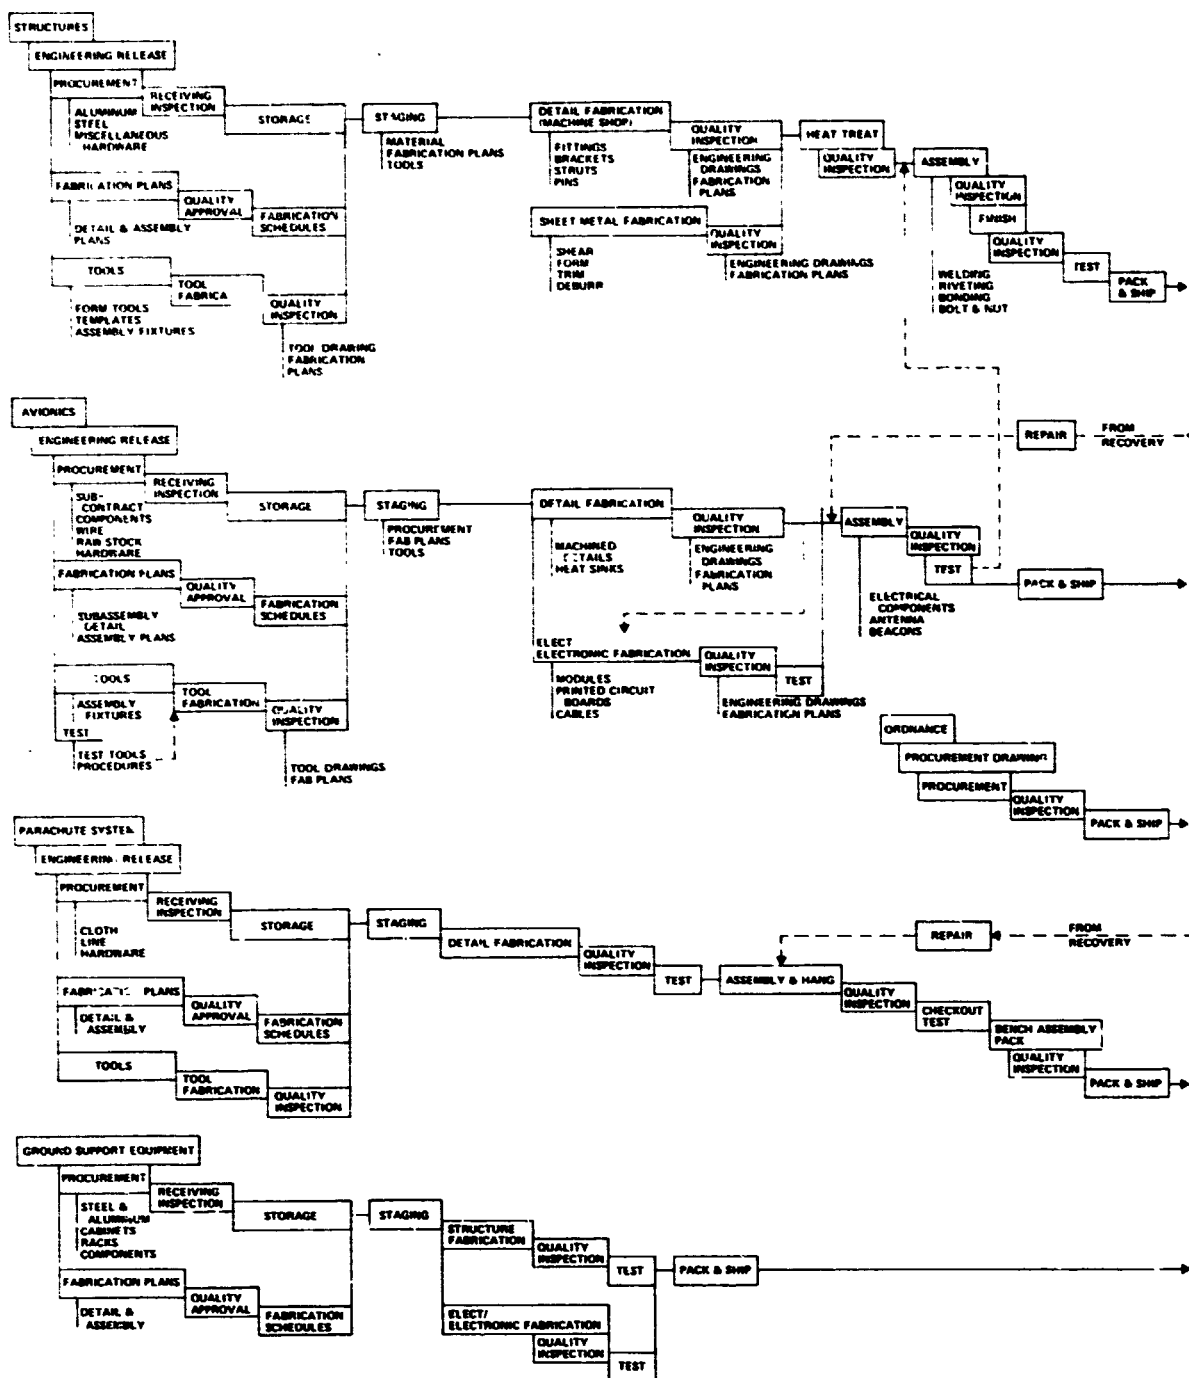 STRUCTURES
ENGINEERING RELEASE
PROCUREMENT
ALUMINUM
STEEL
MISCELLANEOUS
HARDWARE
RECEIVING
INSPECTION
STORAGE
STAGING
MATERIAL
FABRICATION PLANS
TOOLS
DETAIL FABRICATION
(MACHINE SHOP)
FITTINGS
BRACKETS
STRUTS
PINS
QUALITY
INSPECTION
ENGINEERING
DRAWINGS
FABRICATION
PLANS
HEAT TREAT
QUALITY
INSPECTION
ASSEMBLY
QUALITY
INSPECTION
FINISH
QUALITY
INSPECTION
TEST
PACK
& SHIP
WELDING
RIVETING
BONDING
BOLT & NUT
FABRICATION PLANS
DETAIL & ASSEMBLY
PLANS
QUALITY
APPROVAL
FABRICATION
SCHEDULES
SHEET METAL FABRICATION
SHEAR
FORM
TRIM
DEBURR
QUALITY
INSPECTION
ENGINEERING DRAWINGS
FABRICATION PLANS
TOOLS
FORM TOOLS
TEMPLATES
ASSEMBLY FIXTURES
TOOL
FABRICA
QUALITY
INSPECTION
TOOL DRAWING
FABRICATION
PLANS
AVIONICS
ENGINEERING RELEASE
PROCUREMENT
SUB-
CONTRACT
COMPONENTS
WIRE
RAW STOCK
HARDWARE
RECEIVING
INSPECTION
STORAGE
STAGING
PROCUREMENT
FAB PLANS
TOOLS
DETAIL FABRICATION
MACHINED
DETAILS
HEAT SINKS
QUALITY
INSPECTION
ENGINEERING
DRAWINGS
FABRICATION
PLANS
REPAIR
FROM
RECOVERY
ASSEMBLY
QUALITY
INSPECTION
TEST
PACK & SHIP
ELECTRICAL
COMPONENTS
ANTENNA
BEACONS
FABRICATION PLANS
SUBASSEMBLY
DETAIL
ASSEMBLY PLANS
QUALITY
APPROVAL
FABRICATION
SCHEDULES
ELECT
ELECTRONIC FABRICATION
MODULES
PRINTED CIRCUIT
BOARDS
CABLES
QUALITY
INSPECTION
TEST
ENGINEERING DRAWINGS
FABRICATION PLANS
TOOLS
ASSEMBLY
FIXTURES
TEST
TEST TOOLS
PROCEDURES
TOOL
FABRICATION
QUALITY
INSPECTION
TOOL DRAWINGS
FAB PLANS
ORDNANCE
PROCUREMENT DRAWING
PROCUREMENT
QUALITY
INSPECTION
PACK & SHIP
PARACHUTE SYSTEM
ENGINEERING RELEASE
PROCUREMENT
CLOTH
LINE
HARDWARE
RECEIVING
INSPECTION
STORAGE
STAGING
DETAIL FABRICATION
QUALITY
INSPECTION
TEST
REPAIR
FROM
RECOVERY
ASSEMBLY & HANG
QUALITY
INSPECTION
CHECKOUT
TEST
BENCH ASSEMBLY
PACK
QUALITY
INSPECTION
PACK & SHIP
FABRICATION PLANS
DETAIL &
ASSEMBLY
QUALITY
APPROVAL
FABRICATION
SCHEDULES
TOOLS
TOOL
FABRICATION
QUALITY
INSPECTION
GROUND SUPPORT EQUIPMENT
PROCUREMENT
STEEL &
ALUMINUM
CABINETS
RACKS
COMPONENTS
RECEIVING
INSPECTION
STORAGE
STAGING
STRUCTURE
FABRICATION
QUALITY
INSPECTION
TEST
PACK & SHIP
FABRICATION PLANS
DETAIL &
ASSEMBLY
QUALITY
APPROVAL
FABRICATION
SCHEDULES
ELECT/
ELECTRONIC FABRICATION
QUALITY
INSPECTION
TEST